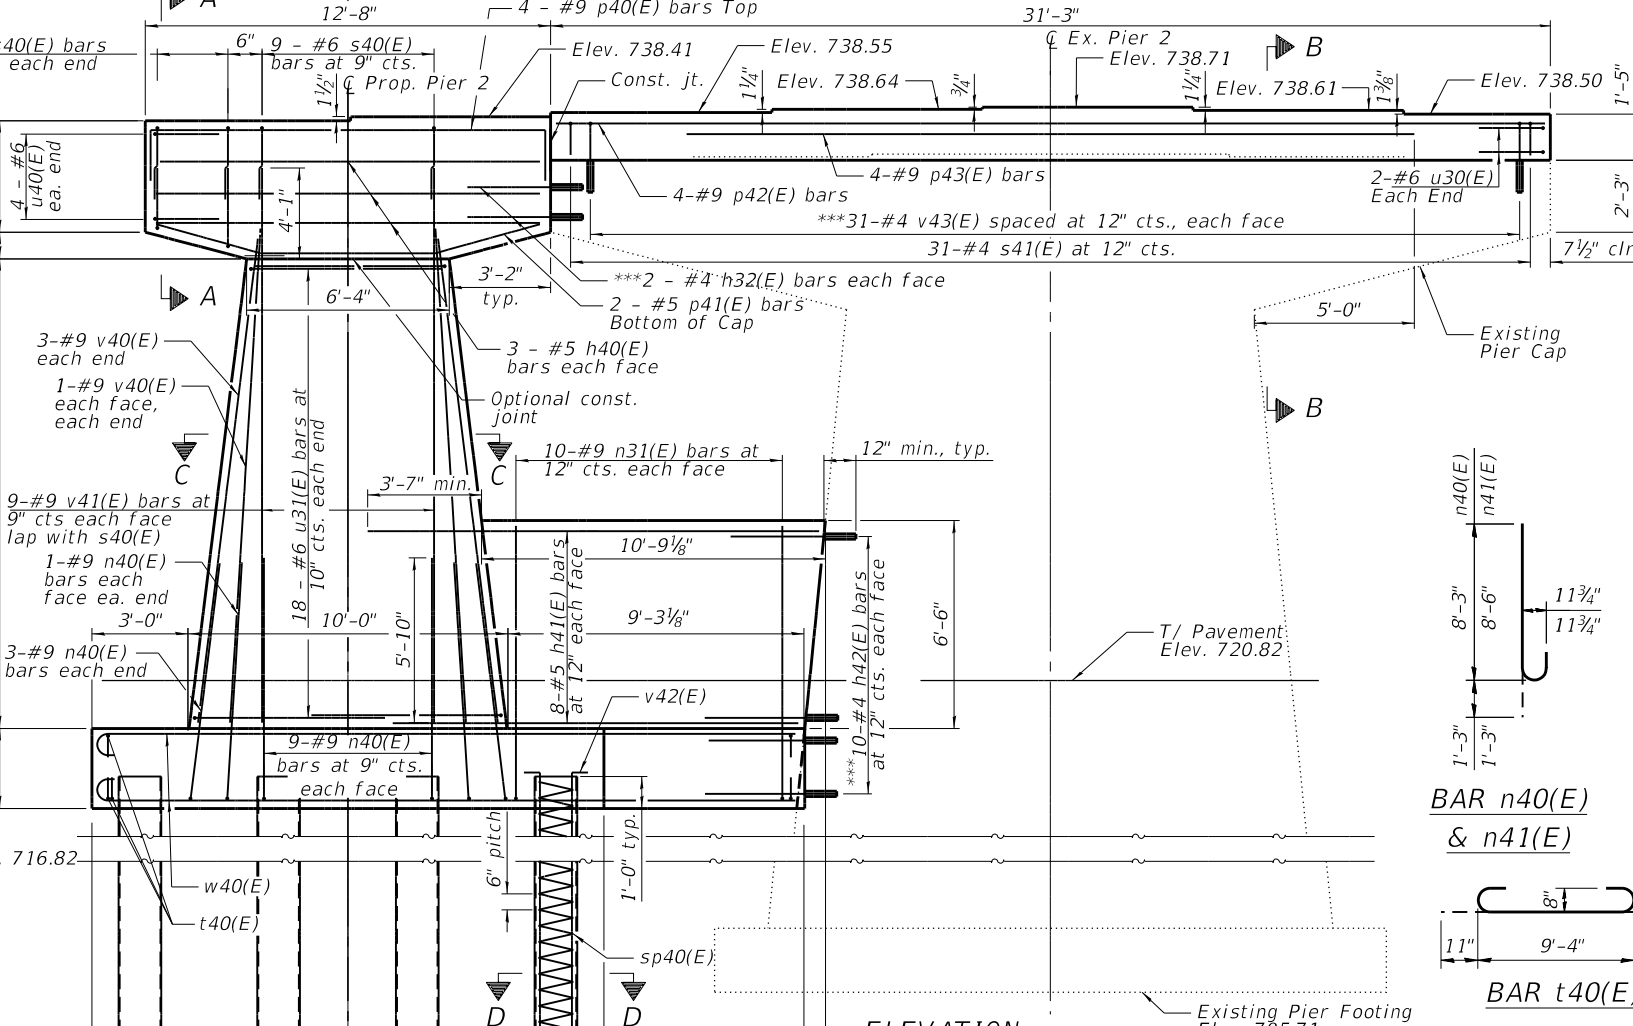 A
12'-8"
4 - #9 p40(E) bars Top
31'-3"
s40(E) bars
each end
6"
9 - #6 s40(E)
bars at 9" cts.
1½"
℄ Prop. Pier 2
Elev. 738.41
Const. jt.
Elev. 738.55
1¼"
Elev. 738.64
¾"
℄ Ex. Pier 2
Elev. 738.71
1¼"
B
Elev. 738.61
1⅜"
Elev. 738.50
1'-5"
4 - #6
u40(E)
ea. end
4'-1"
4-#9 p43(E) bars
4-#9 p42(E) bars
2-#6 u30(E)
Each End
2'-3"
***31-#4 v43(E) spaced at 12" cts., each face
31-#4 s41(E) at 12" cts.
7½" clr
A
6'-4"
3'-2"
typ.
***2 - #4 h32(E) bars each face
2 - #5 p41(E) bars
Bottom of Cap
5'-0"
Existing
Pier Cap
3-#9 v40(E)
each end
3 - #5 h40(E)
bars each face
1-#9 v40(E)
each face,
each end
Optional const.
joint
B
18 - #6 u31(E) bars at
10" cts. each end
C
C
10-#9 n31(E) bars at
12" cts. each face
12" min., typ.
3'-7" min.
n40(E)
n41(E)
9-#9 v41(E) bars at
9" cts each face
lap with s40(E)
10'-9⅛"
8-#5 h41(E) bars
at 12" each face
***10-#4 h42(E) bars
at 12" cts. each face
1-#9 n40(E)
bars each
face ea. end
3'-0"
10'-0"
5'-10"
9'-3⅛"
6'-6"
T/ Pavement
Elev. 720.82
8'-3"
8'-6"
11¾"
11¾"
3-#9 n40(E)
bars each end
v42(E)
1'-3"
1'-3"
9-#9 n40(E)
bars at 9" cts.
each face
BAR n40(E)
& n41(E)
716.82
6" pitch
1'-0" typ.
w40(E)
t40(E)
8"
sp40(E)
11"
9'-4"
D
D
BAR t40(E)
Existing Pier Footing
ELEVATION